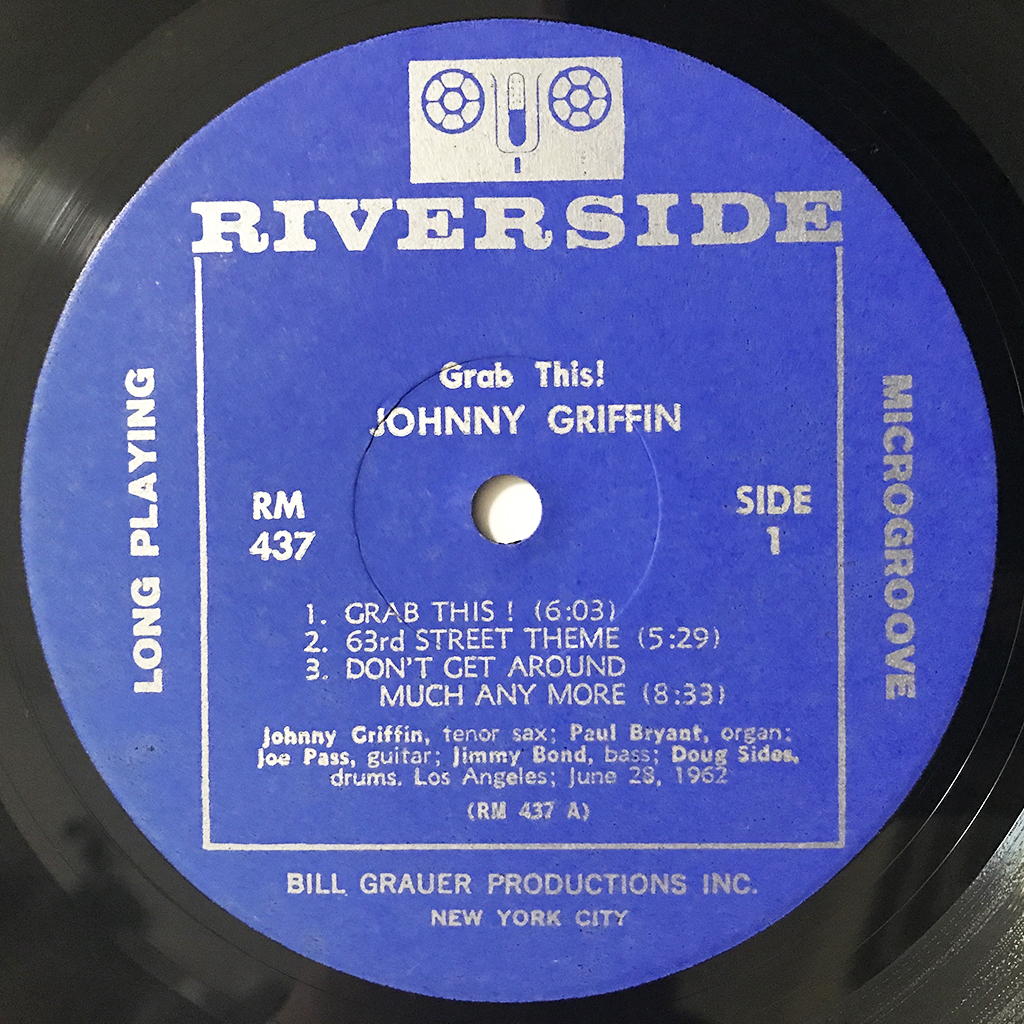 RIVERSIDE
Grab This!
JOHNNY GRIFFIN
LONG PLAYING
MICROGROOVE
RM
437
SIDE
1
1. GRAB THIS ! (6:03)
2. 63rd STREET THEME (5:29)
3. DON'T GET AROUND
MUCH ANY MORE (8:33)
Johnny Griffin, tenor sax; Paul Bryant, organ;
Joe Pass, guitar; Jimmy Bond, bass; Doug Sides,
drums. Los Angeles; June 28, 1962
(RM 437 A)
BILL GRAUER PRODUCTIONS INC.
NEW YORK CITY